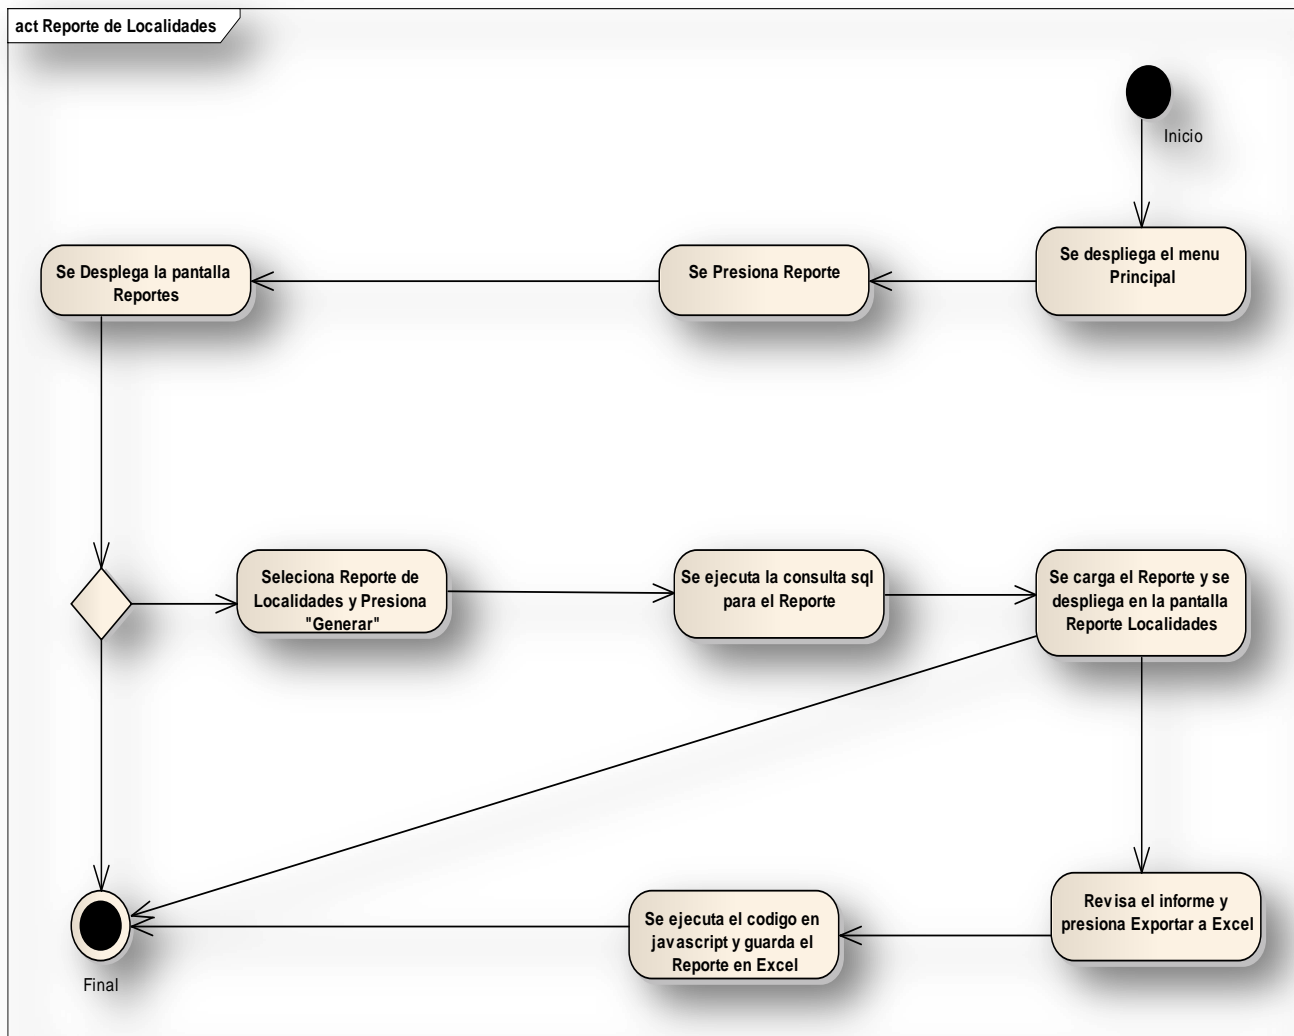 act Reporte de Localidades
Inicio
Se despliega el menu
Principal
Se Presiona Reporte
Se Desplega la pantalla
Reportes
Seleciona Reporte de
Localidades y Presiona
"Generar"
Se ejecuta la consulta sql
para el Reporte
Se carga el Reporte y se
despliega en la pantalla
Reporte Localidades
Revisa el informe y
presiona Exportar a Excel
Se ejecuta el codigo en
javascript y guarda el
Reporte en Excel
Final